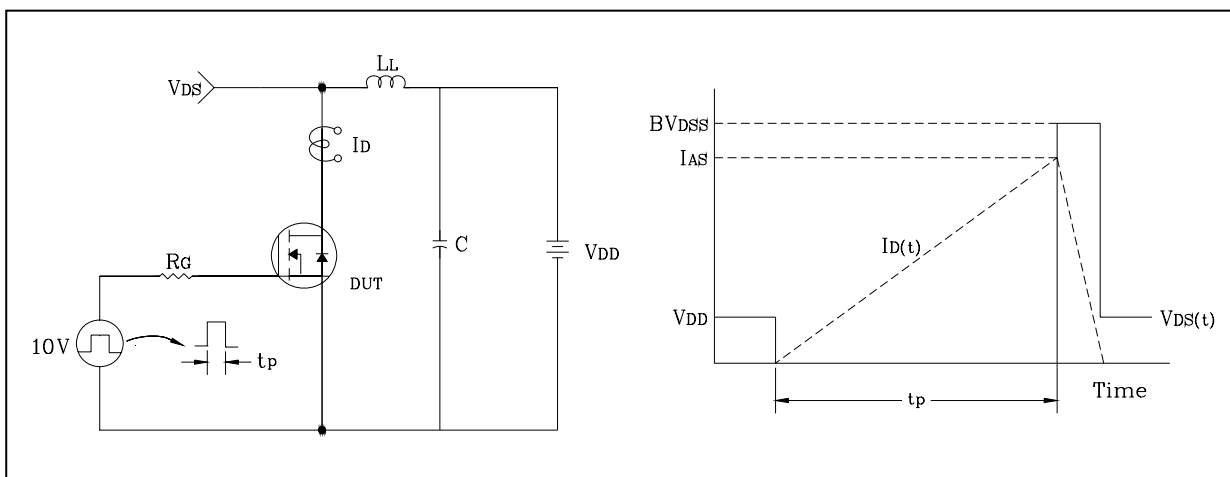 LL
VDS
ID
RG
DUT
C
VDD
10V
tp
BVDSS
IAS
ID(t)
VDD
VDS(t)
Time
tp